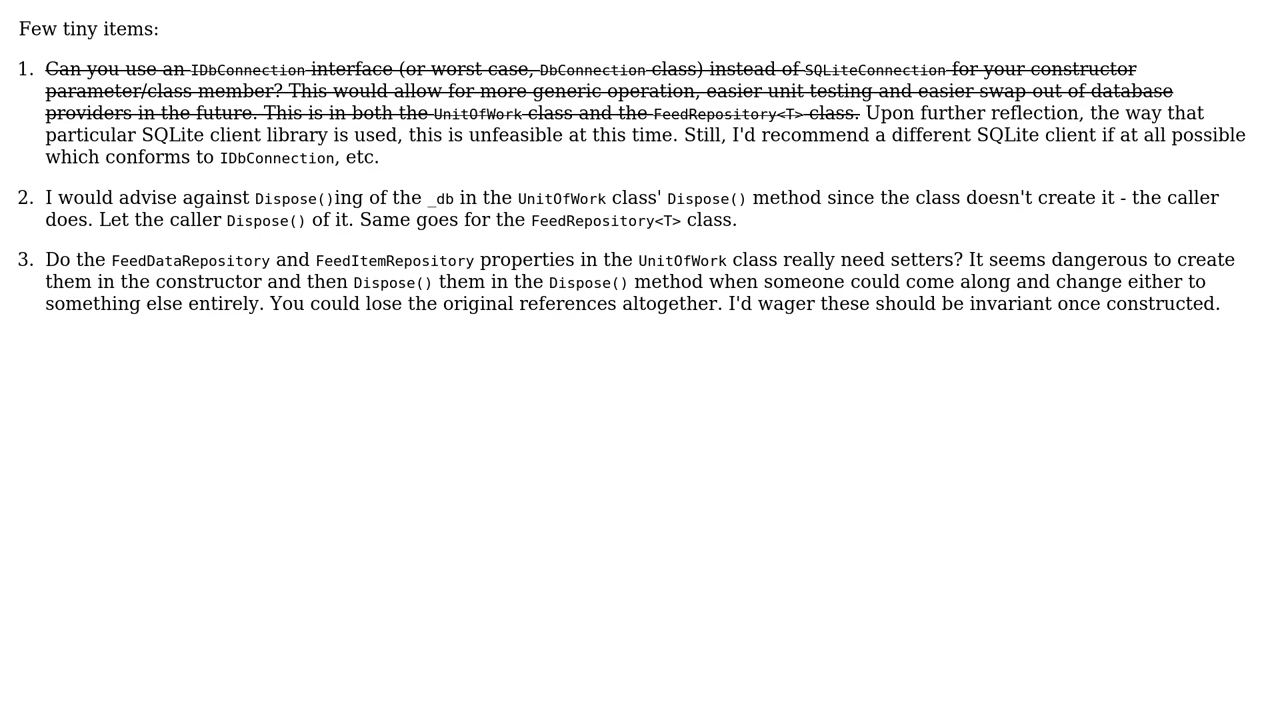 Few tiny items:
1. Can you use an IDbConnection interface (or worst case, DbConnection class) instead of SQLiteConnection for your constructor
parameter/class member? This would allow for more generic operation, easier unit testing and easier swap out of database
providers in the future. This is in both the UnitOfWork class and the FeedRepository<T> class. Upon further reflection, the way that
particular SQLite client library is used, this is unfeasible at this time. Still, I'd recommend a different SQLite client if at all possible
which conforms to IDbConnection, etc.
2. I would advise against Dispose()ing of the _db in the UnitOfWork class' Dispose() method since the class doesn't create it - the caller
does. Let the caller Dispose() of it. Same goes for the FeedRepository<T> class.
3. Do the FeedDataRepository and FeedItemRepository properties in the UnitOfWork class really need setters? It seems dangerous to create
them in the constructor and then Dispose() them in the Dispose() method when someone could come along and change either to
something else entirely. You could lose the original references altogether. I'd wager these should be invariant once constructed.